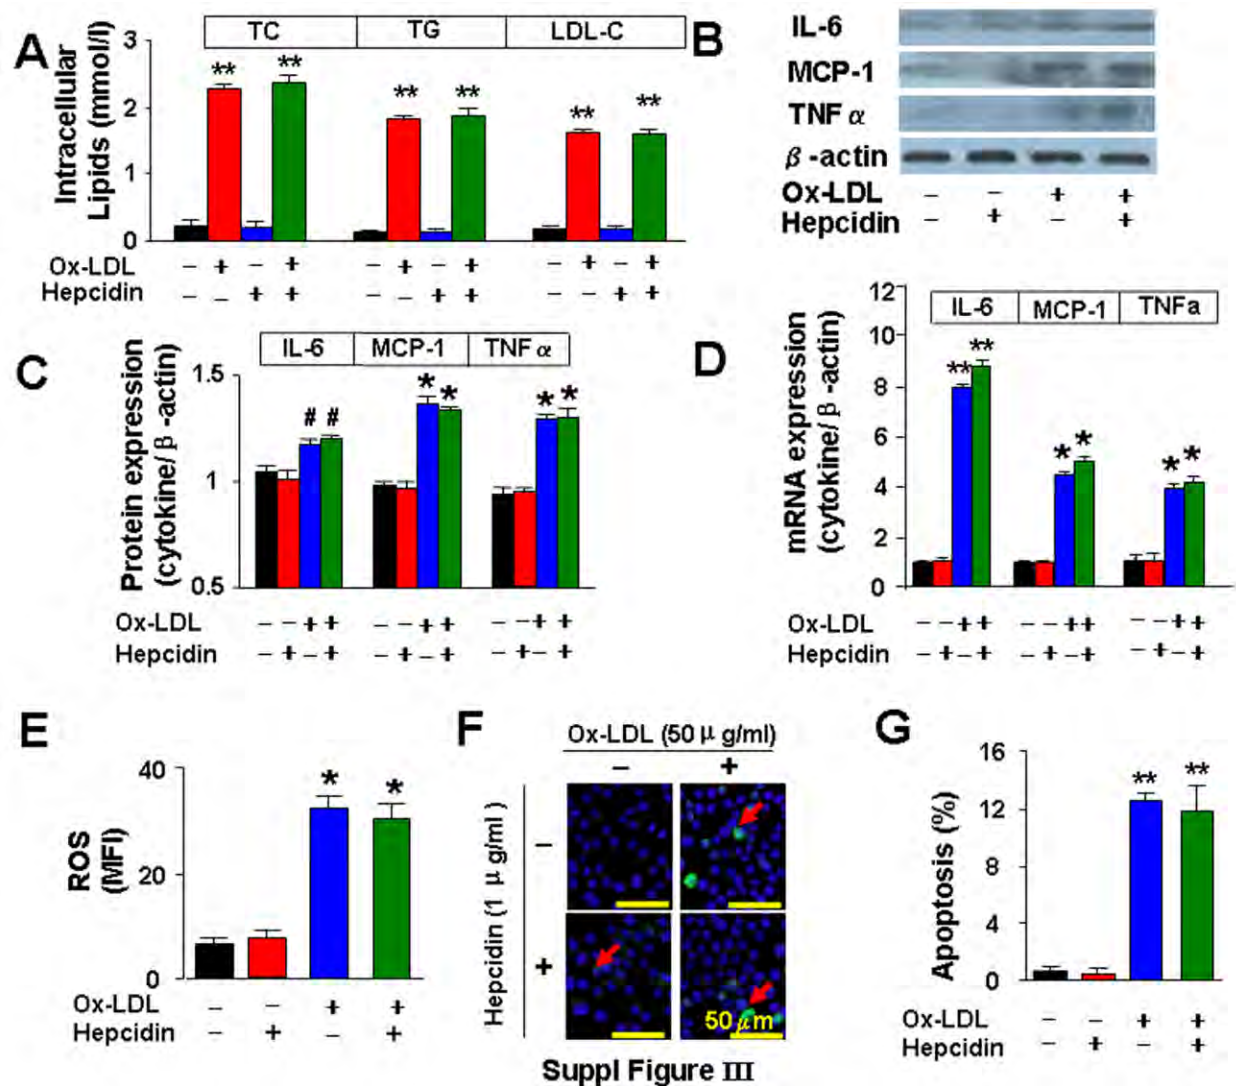 A
TC TG LDL-C
Intracellular
Lipids (mmol/l)
3
2
1
0
Ox-LDL – + – + – + – + – + – +
Hepcidin – – + + – – + + – – + +
** ** ** ** ** **
B
IL-6
MCP-1
TNF α
β -actin
Ox-LDL – – + +
Hepcidin – + – +
C
IL-6 MCP-1 TNF α
Protein expression
(cytokine/ β -actin)
1.5
1
0.5
# # * * * *
Ox-LDL – – + + – – + + – – + +
Hepcidin – + – + – + – + – + – +
D
IL-6 MCP-1 TNFa
mRNA expression
(cytokine/ β -actin)
12
10
8
6
4
2
0
** ** * * * *
Ox-LDL – – + + – – + + – – + +
Hepcidin – + – + – + – + – + – +
E
ROS
(MFI)
40
20
0
* *
Ox-LDL – – + +
Hepcidin – + – +
F
Ox-LDL (50 μ g/ml)
– +
Hepcidin (1 μ g/ml)
–
+
50 μm
G
Apoptosis (%)
16
12
8
4
0
** **
Ox-LDL – – + +
Hepcidin – + – +
Suppl Figure III